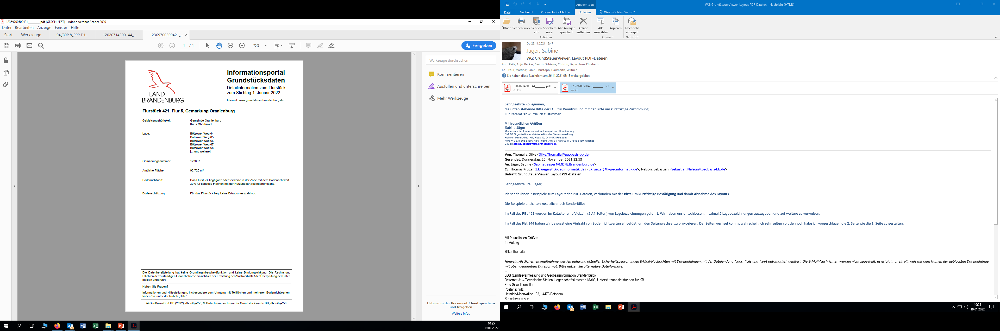 12369700500421_______.pdf (GESCHÜTZT) - Adobe Acrobat Reader 2020
Datei Bearbeiten Anzeige Fenster Hilfe
Start Werkzeuge 04_TOP 8_PPP TH.... 12020714200144_... 12369700500421_...
1 / 1 75% Freigeben
LAND
BRANDENBURG
Informationsportal
Grundstücksdaten
Detailinformation zum Flurstück
zum Stichtag 1. Januar 2022
Internet: www.grundsteuer.brandenburg.de
Flurstück 421, Flur 5, Gemarkung Oranienburg
Gebietszugehörigkeit: Gemeinde Oranienburg
Kreis Oberhavel
Lage: Bötzower Weg 64
Bötzower Weg 65
Bötzower Weg 66
Bötzower Weg 67
Bötzower Weg 68
[... und weitere]
Gemarkungsnummer: 123697
Amtliche Fläche: 92 720 m²
Bodenrichtwert: Das Flurstück liegt ganz oder teilweise in der Zone mit dem Bodenrichtwert
30 € für sonstige Flächen mit der Nutzungsart Kleingartenfläche.
Bodenschätzung: Für das Flurstück liegt keine Ertragsmesszahl vor.
Die Datenbereitstellung hat keine Grundlagenbescheidfunktion und keine Bindungswirkung. Die Rechte und
Pflichten der zuständigen Finanzbehörde hinsichtlich der Ermittlung des Sachverhalts / der Überprüfung der Daten
bleiben unberührt.
Haben Sie Fragen?
Informationen und Hilfestellungen, insbesondere zum Umgang mit Teilflächen und mehreren Bodenrichtwerten,
finden Sie unter der Rubrik „Hilfe“.
© GeoBasis-DE/LGB (2022), dl-de/by-2-0; © Gutachterausschüsse für Grundstückswerte BB, dl-de/by-2-0
Werkzeuge durchsuchen
Kommentieren
Ausfüllen und unterschreiben
Mehr Werkzeuge
Dateien in der Document Cloud speichern
und freigeben
Weitere Infos
10:25
19.01.2022
Anlagentools
WG: GrundSteuerViewer, Layout PDF-Dateien - Nachricht (HTML)
Datei Nachricht ProdeaOutlookAddin Anlagen Was möchten Sie tun?
Öffnen Schnelldruck Senden Speichern Alle Anlagen Anlage Alle Kopieren Nachricht
an unter speichern entfernen auswählen anzeigen
Aktionen Auswahl Nachricht
Do 25.11.2021 13:47
Jäger, Sabine
WG: GrundSteuerViewer, Layout PDF-Dateien
An Peitz, Anja; Becker, Beatrix; Schiewe, Christin; Liepe, Anne Elisabeth
Cc Paul, Martina; Balke, Christoph; Hackbarth, Wilfried
Sie haben diese Nachricht am 26.11.2021 08:18 weitergeleitet.
12020714200144_______.pdf 12369700500421_______ .pdf
78 KB 76 KB
Sehr geehrte Kolleginnen,
die unten stehende Bitte der LGB zur Kenntnis und mit der Bitte um kurzfristige Zustimmung.
Für Referat 32 würde ich zustimmen.
Mit freundlichen Grüßen
Sabine Jäger
Ministerium der Finanzen und für Europa Land Brandenburg,
Ref. 32 Organisation und Automation der Steuerverwaltung
Heinrich-Mann-Allee 107, Haus 10, D 14473 Potsdam
Fon: +49 331 866 6380 / Fax: - 6304 (Abt. 3)/ Fax: 0331 27548 6380 (eigenes)
E-Mail: sabine.jaeger@mdfe.brandenburg.de
Von: Thomalla, Silke <Silke.Thomalla@geobasis-bb.de>
Gesendet: Donnerstag, 25. November 2021 12:53
An: Jäger, Sabine <Sabine.Jaeger@MDFE.Brandenburg.de>
Cc: Thomas Krüger (t.krueger@tk-geoinformatik.de) <t.krueger@tk-geoinformatik.de>; Nelson, Sebastian <Sebastian.Nelson@geobasis-bb.de>
Betreff: GrundSteuerViewer, Layout PDF-Dateien
Sehr geehrte Frau Jäger,
Ich sende Ihnen 2 Beispiele zum Layout der PDF-Dateien, verbunden mit der Bitte um kurzfristige Bestätigung und damit Abnahme des Layouts.
Die Beispiele enthalten zusätzlich noch Sonderfälle:
Im Fall des FlSt 421 werden im Kataster eine Vielzahl (2 A4-Seiten) von Lagebezeichnungen geführt. Wir haben uns entschlossen, maximal 5 Lagebezeichnungen auszugeben und auf weitere zu verweisen.
Im Fall des Flst 144 haben wir bewusst eine Vielzahl von Bodenrichtwerten eingefügt, um den Seitenwechsel zu provozieren. Der Seitenwechsel kommt wahrscheinlich sehr selten vor, dennoch habe ich vorgeschlagen die 2. Seite wie die 1. Seite zu gestalten.
Mit freundlichen Grüßen
Im Auftrag
Silke Thomalla
Hinweis: Als Sicherheitsmaßnahme werden aufgrund aktueller Sicherheitsbedrohungen E-Mail-Nachrichten mit Dateianhängen mit der Dateiendung *.doc, *.xls und *.ppt automatisch gefiltert. Die E-Mail-Nachrichten werden nicht zugestellt, es erfolgt nur ein Hinweis mit dem Namen der geblockten Dateianhänge
mit oben genanntem Dateiformat. Bitte nutzen Sie alternative Dateiformate.
--
LGB (Landesvermessung und Geobasisinformation Brandenburg)
Dezernat 31 – Technische Stellen Liegenschaftskataster, MAIS, Unterstützungsleistungen für KB
Frau Silke Thomalla
Postanschrift:
Heinrich-Mann-Allee 103, 14473 Potsdam
Besucheradresse:
10:25
19.01.2022